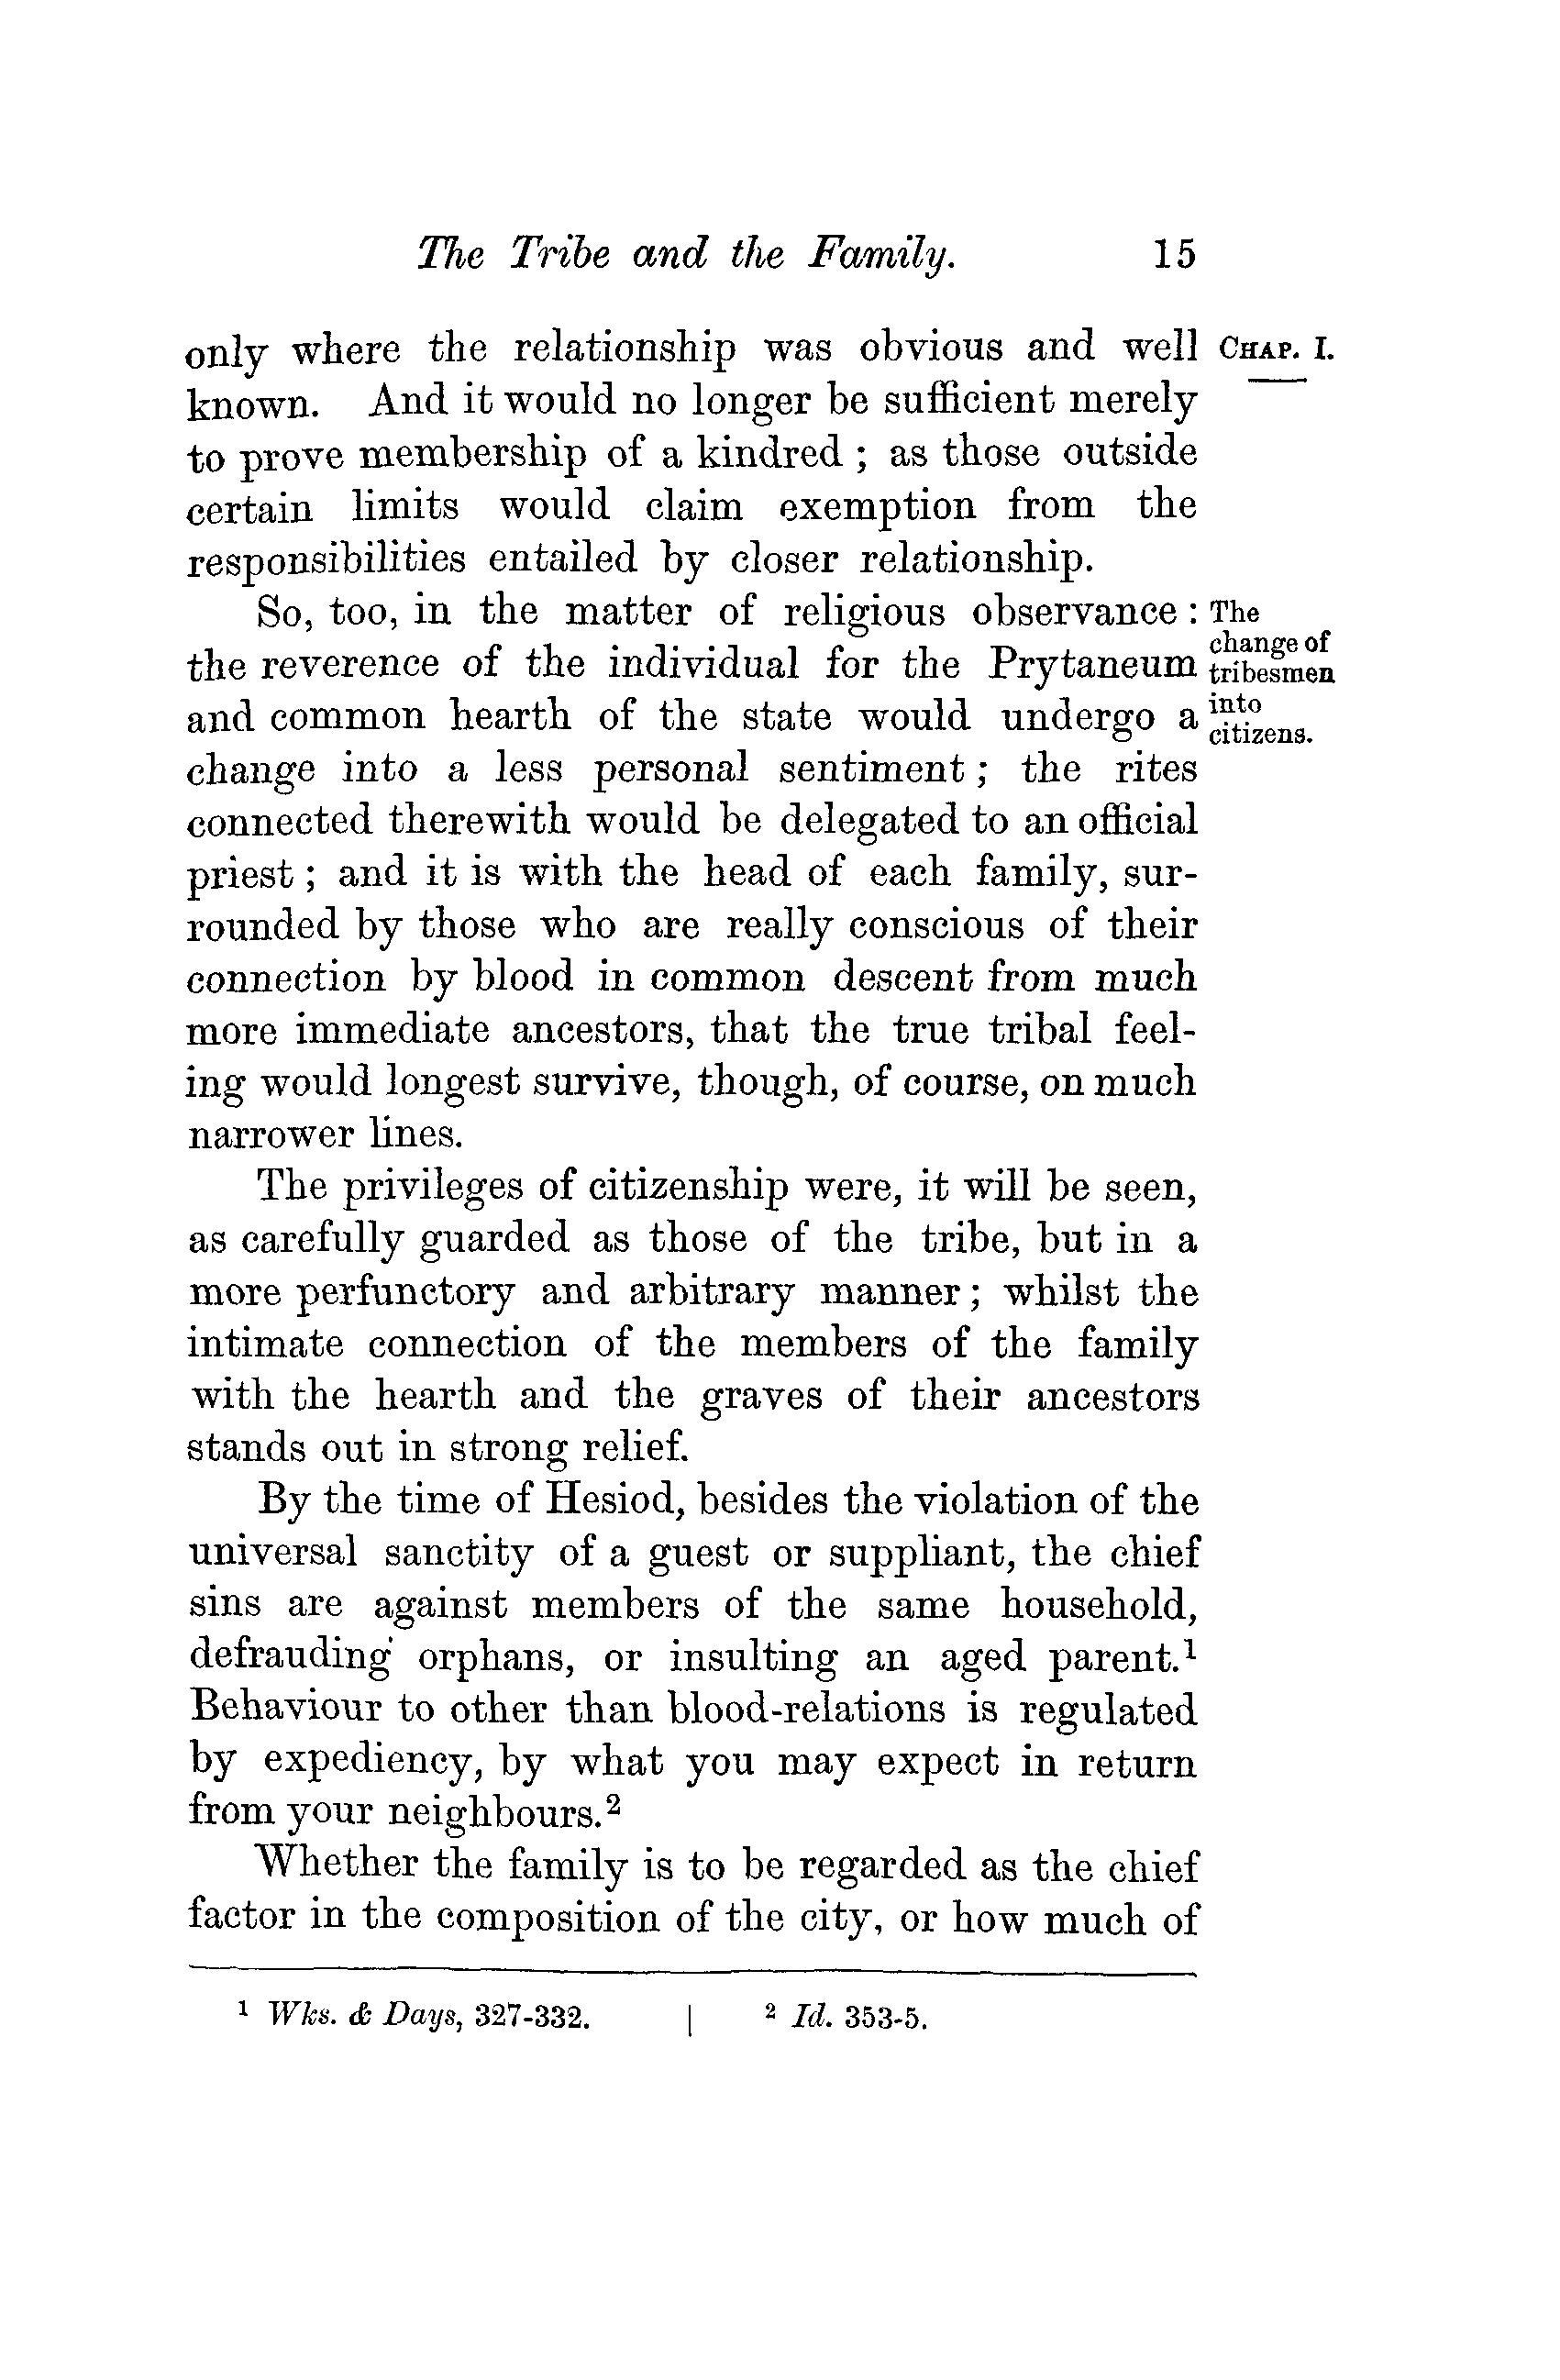 The Tribe and the Family. 15
only where the relationship was obvious and well
known. And it would no longer be sufficient merely
to prove membership of a kindred ; as those outside
certain limits would claim exemption from the
responsibilities entailed by closer relationship.
So, too, in the matter of religious observance :
the reverence of the individual for the Prytaneum
and common hearth of the state would undergo a
change into a less personal sentiment ; the rites
connected therewith would be delegated to an official
priest ; and it is with the head of each family, sur-
rounded by those who are really conscious of their
connection by blood in common descent from much
more immediate ancestors, that the true tribal feel-
ing would longest survive, though, of course, on much
narrower lines.
The privileges of citizenship were, it will be seen,
as carefully guarded as those of the tribe, but in a
more perfunctory and arbitrary manner ; whilst the
intimate connection of the members of the family
with the hearth and the graves of their ancestors
stands out in strong relief.
By the time of Hesiod, besides the violation of the
universal sanctity of a guest or suppliant, the chief
sins are against members of the same household,
defrauding orphans, or insulting an aged parent.¹
Behaviour to other than blood-relations is regulated
by expediency, by what you may expect in return
from your neighbours.²
Whether the family is to be regarded as the chief
factor in the composition of the city, or how much of
CHAP. I.
The
change of
tribesmen
into
citizens.
¹ Wks. & Days, 327-332. | ² Id. 353-5.